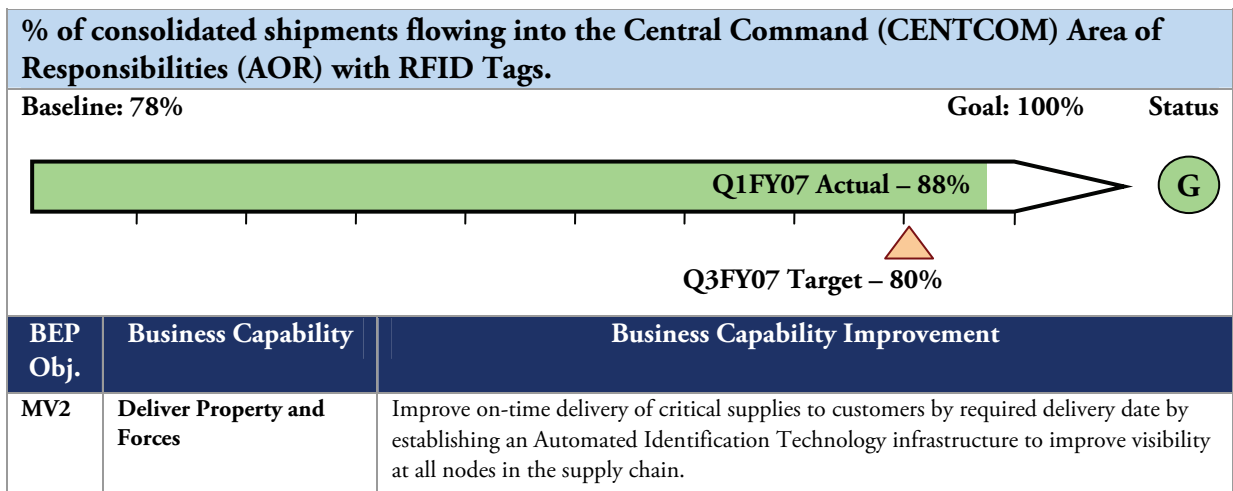 % of consolidated shipments flowing into the Central Command (CENTCOM) Area of
Responsibilities (AOR) with RFID Tags.
Baseline: 78% Goal: 100% Status
Q1FY07 Actual – 88% G
Q3FY07 Target – 80%
BEP Business Capability Business Capability Improvement
Obj.
MV2 Deliver Property and Improve on-time delivery of critical supplies to customers by required delivery date by
Forces establishing an Automated Identification Technology infrastructure to improve visibility
at all nodes in the supply chain.